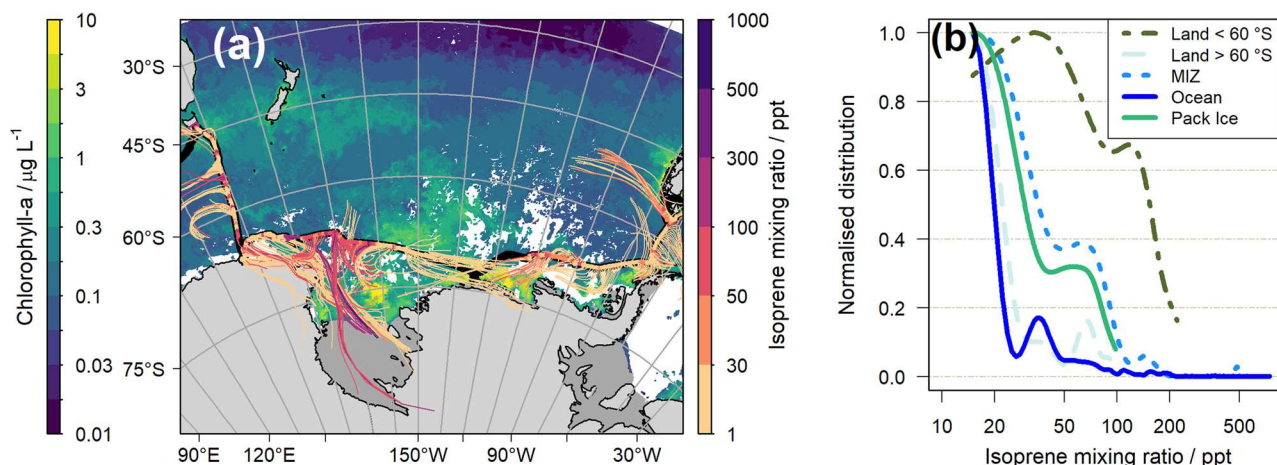 10
3
1
0.3
0.1
0.03
0.01
Chlorophyll-a / µg L⁻¹
(a)
30°S
45°S
60°S
75°S
90°E
120°E
150°W
90°W
30°W
1000
500
300
100
50
30
1
Isoprene mixing ratio / ppt
(b)
Land < 60 °S
Land > 60 °S
MIZ
Ocean
Pack Ice
1.0
0.8
0.6
0.4
0.2
0.0
Normalised distribution
10
20
50
100
200
500
Isoprene mixing ratio / ppt